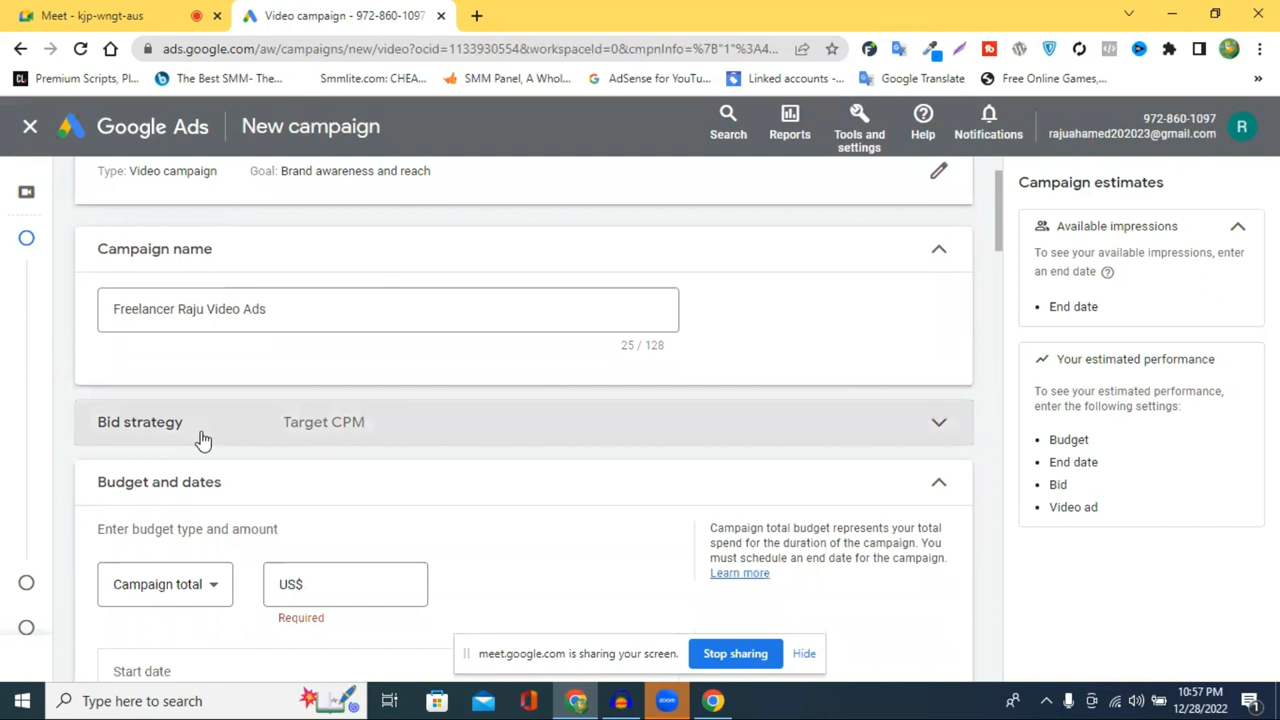 Meet - kjp-wngt-aus
Video campaign - 972-860-1097
ads.google.com/aw/campaigns/new/video?ocid=1133930554&workspaceId=0&cmpnInfo=%7B"1"%3A4...
Premium Scripts, Pl...
The Best SMM- The...
Smmlite.com: CHEA...
SMM Panel, A Whol...
AdSense for YouTu...
Linked accounts -...
Google Translate
Free Online Games,...
»
Google Ads
New campaign
Search
Reports
Tools and settings
Help
Notifications
972-860-1097
rajuahamed202023@gmail.com
R
Type: Video campaign
Goal: Brand awareness and reach
Campaign name
Freelancer Raju Video Ads
25 / 128
Bid strategy
Target CPM
Budget and dates
Enter budget type and amount
Campaign total
US$
Required
Campaign total budget represents your total
spend for the duration of the campaign. You
must schedule an end date for the campaign.
Learn more
Start date
Campaign estimates
Available impressions
To see your available impressions, enter
an end date
• End date
Your estimated performance
To see your estimated performance,
enter the following settings:
• Budget
• End date
• Bid
• Video ad
meet.google.com is sharing your screen.
Stop sharing
Hide
Type here to search
zoom
10:57 PM
12/28/2022
1